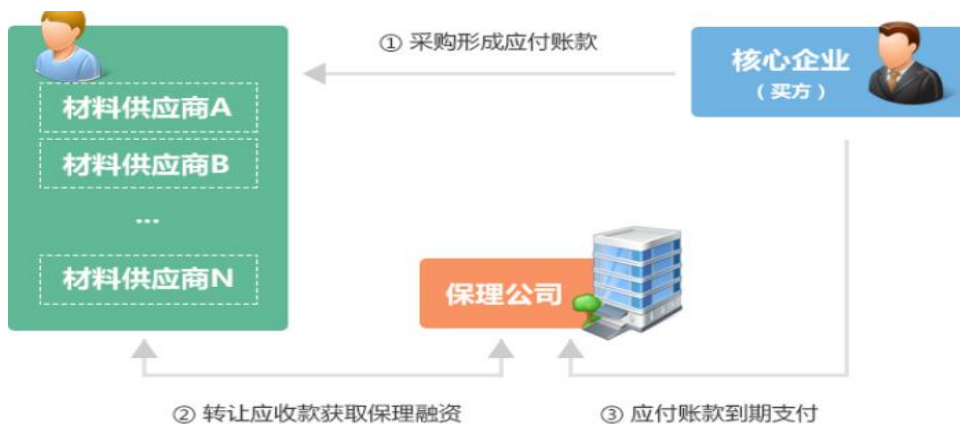 ① 采购形成应付账款
核心企业
（买方）
材料供应商A
材料供应商B
...
材料供应商N
保理公司
② 转让应收款获取保理融资
③ 应付账款到期支付